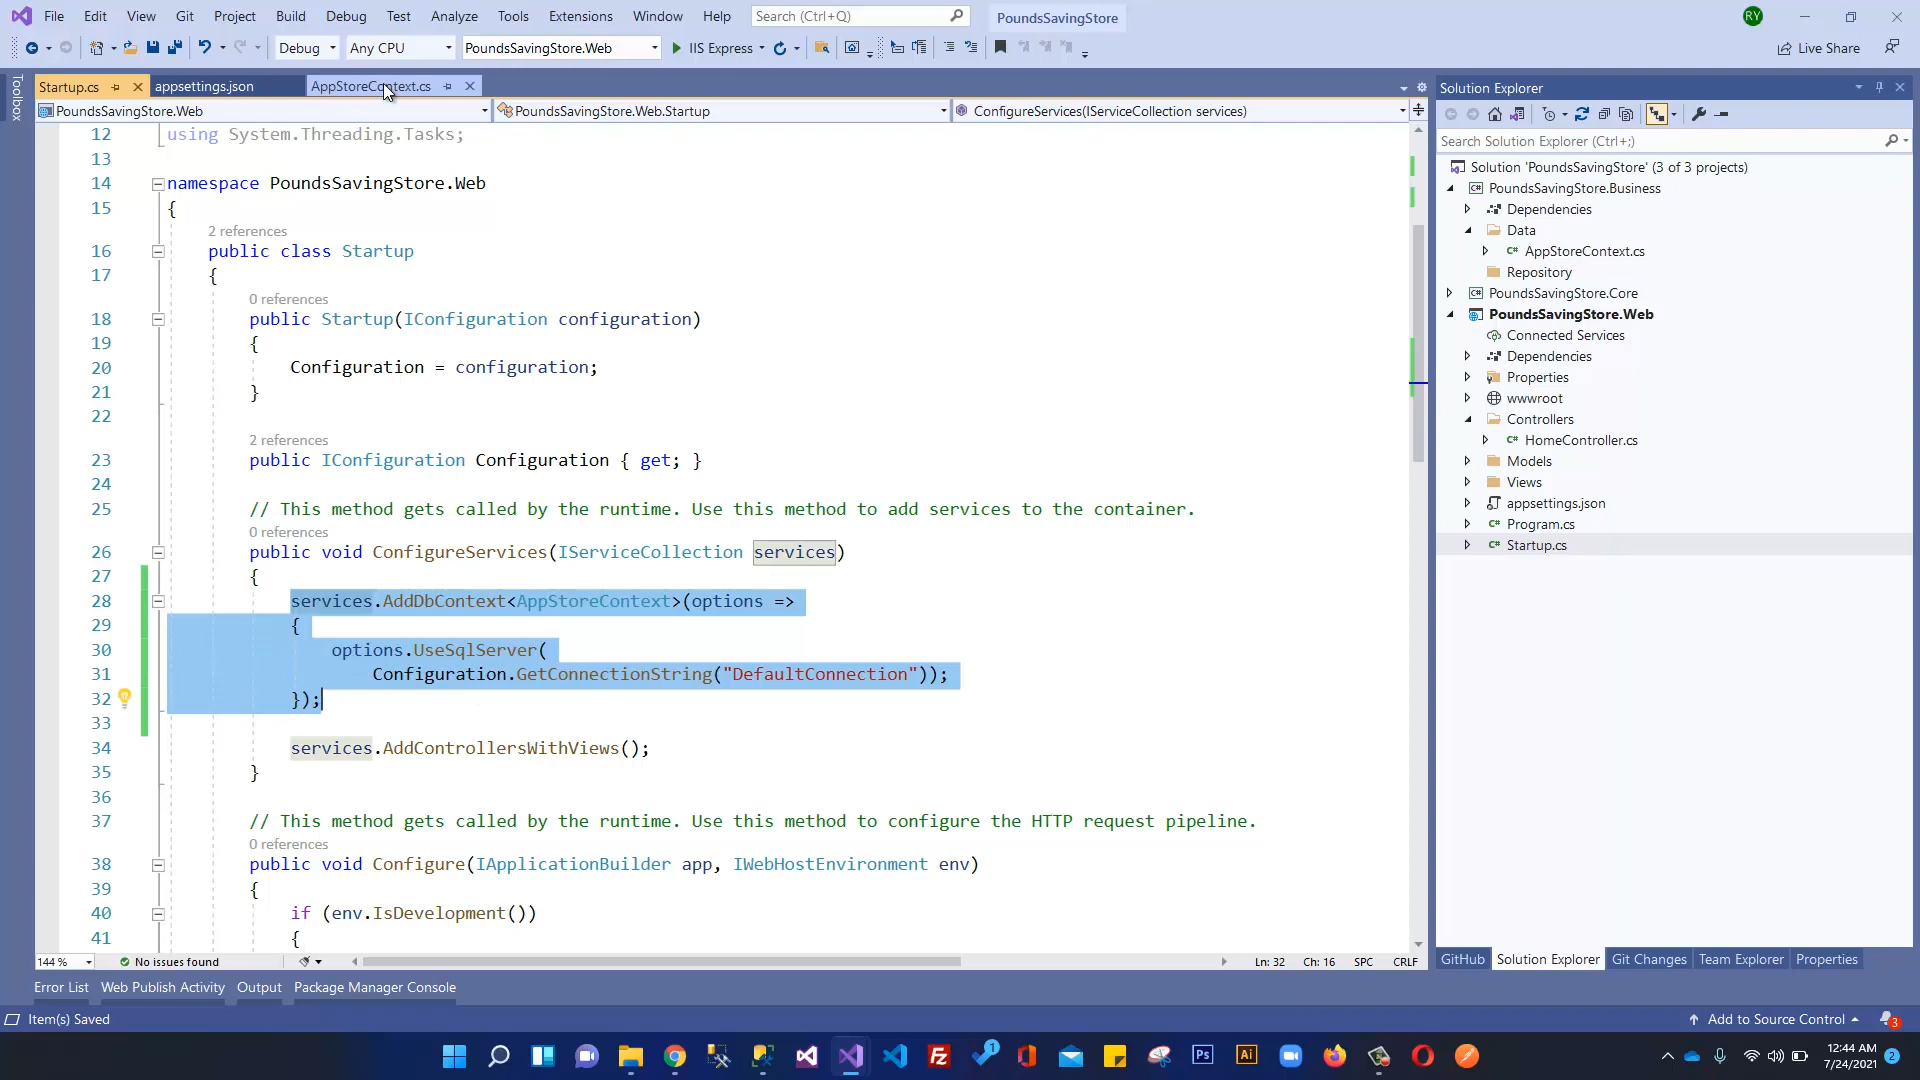 File Edit View Git Project Build Debug Test Analyze Tools Extensions Window Help Search (Ctrl+Q) PoundsSavingStore RY
Debug Any CPU PoundsSavingStore.Web IIS Express Live Share
Toolbox
Startup.cs appsettings.json AppStoreContext.cs
PoundsSavingStore.Web PoundsSavingStore.Web.Startup ConfigureServices(IServiceCollection services)
12 using System.Threading.Tasks;
13
14 namespace PoundsSavingStore.Web
15 {
2 references
16 public class Startup
17 {
0 references
18 public Startup(IConfiguration configuration)
19 {
20 Configuration = configuration;
21 }
22
2 references
23 public IConfiguration Configuration { get; }
24
25 // This method gets called by the runtime. Use this method to add services to the container.
0 references
26 public void ConfigureServices(IServiceCollection services)
27 {
28 services.AddDbContext<AppStoreContext>(options =>
29 {
30 options.UseSqlServer(
31 Configuration.GetConnectionString("DefaultConnection"));
32 });
33
34 services.AddControllersWithViews();
35 }
36
37 // This method gets called by the runtime. Use this method to configure the HTTP request pipeline.
0 references
38 public void Configure(IApplicationBuilder app, IWebHostEnvironment env)
39 {
40 if (env.IsDevelopment())
41 {
144 % No issues found Ln: 32 Ch: 16 SPC CRLF
Solution Explorer
Search Solution Explorer (Ctrl+;)
Solution 'PoundsSavingStore' (3 of 3 projects)
PoundsSavingStore.Business
Dependencies
Data
C# AppStoreContext.cs
Repository
PoundsSavingStore.Core
PoundsSavingStore.Web
Connected Services
Dependencies
Properties
wwwroot
Controllers
C# HomeController.cs
Models
Views
appsettings.json
C# Program.cs
C# Startup.cs
GitHub Solution Explorer Git Changes Team Explorer Properties
Error List Web Publish Activity Output Package Manager Console
Item(s) Saved Add to Source Control 3
1 Ps Ai Fz
12:44 AM
7/24/2021 2